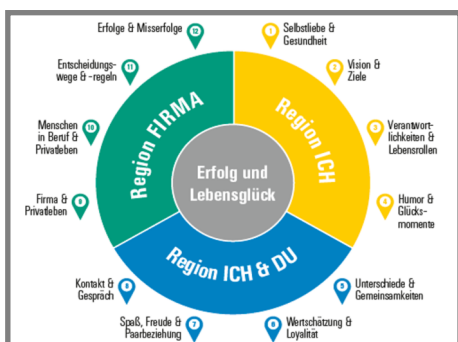 Erfolge & Misserfolge
12
1
Selbstliebe &
Gesundheit
Entscheidungs-
wege & -regeln
11
2
Vision &
Ziele
Menschen
in Beruf &
Privatleben
10
3
Verantwort-
lichkeiten &
Lebensrollen
Firma &
Privatleben
9
4
Humor &
Glücks-
momente
Region FIRMA
Region ICH
Erfolg und
Lebensglück
Region ICH & DU
Kontakt &
Gespräch
8
5
Unterschiede &
Gemeinsamkeiten
Spaß, Freude &
Paarbeziehung
7
6
Wertschätzung &
Loyalität